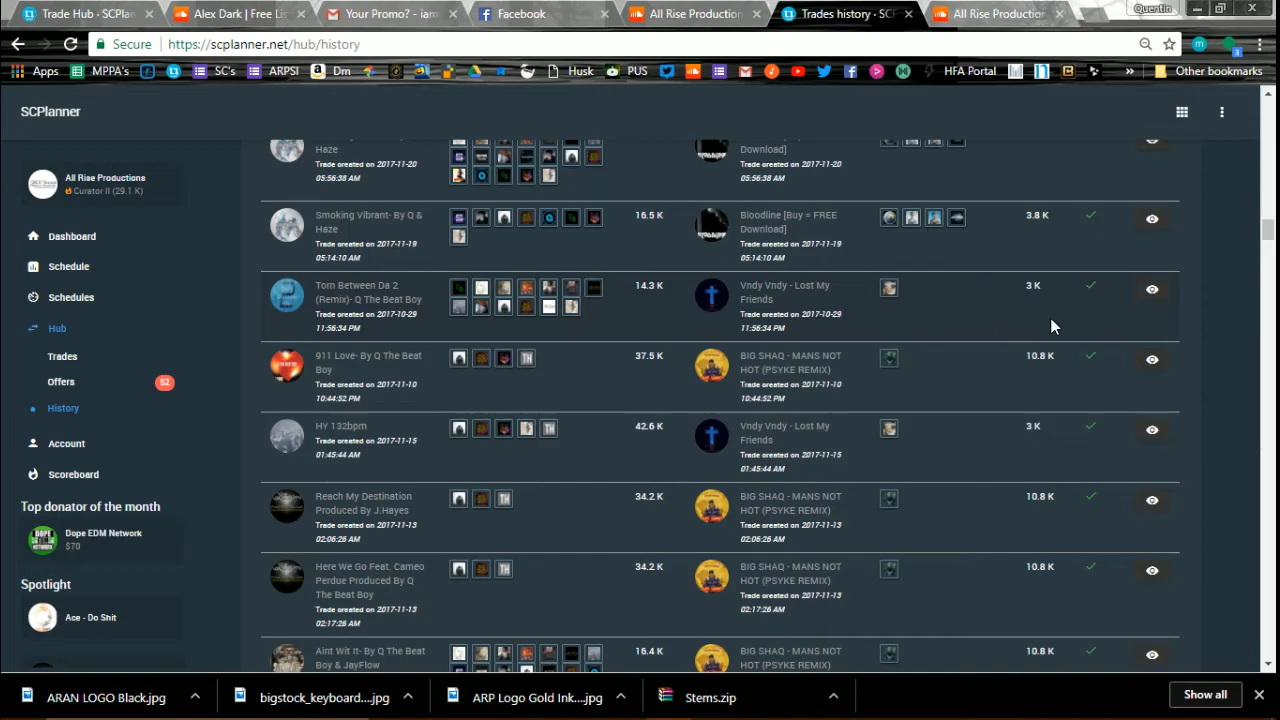 Trade Hub - SCPlan
Alex Dark | Free Lis
Your Promo? - iam
Facebook
All Rise Production
Trades history - SC
All Rise Production
Quentin
Secure
https://scplanner.net/hub/history
Apps
MPPA's
SC's
ARPSI
Dm
Husk
PUS
HFA Portal
»
Other bookmarks
SCPlanner
All Rise Productions
Curator II (29.1 K)
Dashboard
Schedule
Schedules
Hub
Trades
Offers
52
History
Account
Scoreboard
Top donator of the month
Dope EDM Network
$70
Spotlight
Ace - Do Shit
Haze
Trade created on 2017-11-20
05:56:38 AM
Download]
Trade created on 2017-11-20
05:56:38 AM
Smoking Vibrant- By Q &
Haze
Trade created on 2017-11-19
05:14:10 AM
16.5 K
Bloodline [Buy = FREE
Download]
Trade created on 2017-11-19
05:14:10 AM
3.8 K
Torn Between Da 2
(Remix)- Q The Beat Boy
Trade created on 2017-10-29
11:56:34 PM
14.3 K
Vndy Vndy - Lost My
Friends
Trade created on 2017-10-29
11:56:34 PM
3 K
911 Love- By Q The Beat
Boy
Trade created on 2017-11-10
10:44:52 PM
37.5 K
BIG SHAQ - MANS NOT
HOT (PSYKE REMIX)
Trade created on 2017-11-10
10:44:52 PM
10.8 K
HY 132bpm
Trade created on 2017-11-15
01:45:44 AM
42.6 K
Vndy Vndy - Lost My
Friends
Trade created on 2017-11-15
01:45:44 AM
3 K
Reach My Destination
Produced By J.Hayes
Trade created on 2017-11-13
02:06:26 AM
34.2 K
BIG SHAQ - MANS NOT
HOT (PSYKE REMIX)
Trade created on 2017-11-13
02:06:26 AM
10.8 K
Here We Go Feat. Cameo
Perdue Produced By Q
The Beat Boy
Trade created on 2017-11-13
02:17:26 AM
34.2 K
BIG SHAQ - MANS NOT
HOT (PSYKE REMIX)
Trade created on 2017-11-13
02:17:26 AM
10.8 K
Aint Wit It- By Q The Beat
Boy & JayFlow
16.4 K
BIG SHAQ - MANS NOT
HOT (PSYKE REMIX)
10.8 K
ARAN LOGO Black.jpg
bigstock_keyboard....jpg
ARP Logo Gold Ink....jpg
Stems.zip
Show all